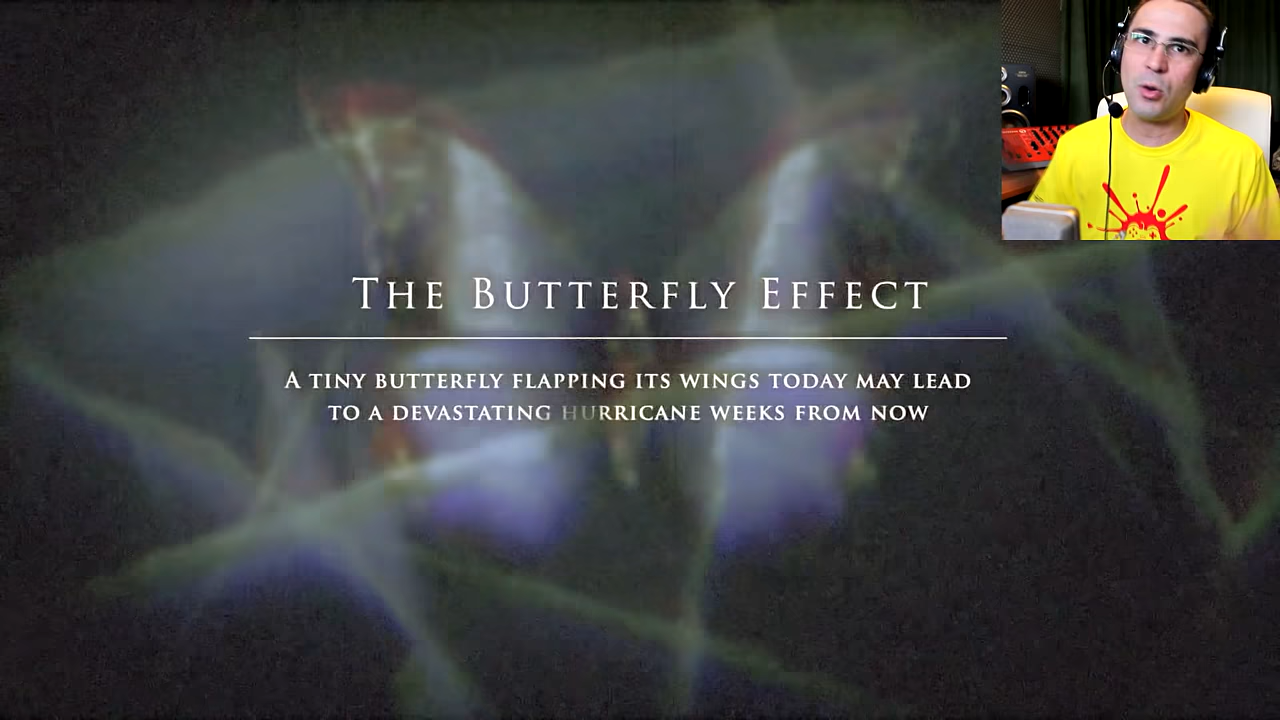 The Butterfly Effect
A tiny butterfly flapping its wings today may lead
to a devastating hurricane weeks from now